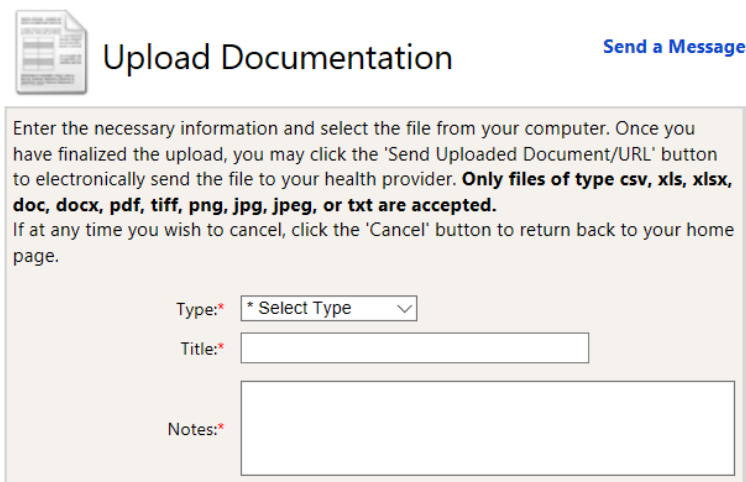 Upload Documentation
Send a Message
Enter the necessary information and select the file from your computer. Once you
have finalized the upload, you may click the 'Send Uploaded Document/URL' button
to electronically send the file to your health provider. Only files of type csv, xls, xlsx,
doc, docx, pdf, tiff, png, jpg, jpeg, or txt are accepted.
If at any time you wish to cancel, click the 'Cancel' button to return back to your home
page.
Type:*
* Select Type
Title:*
Notes:*